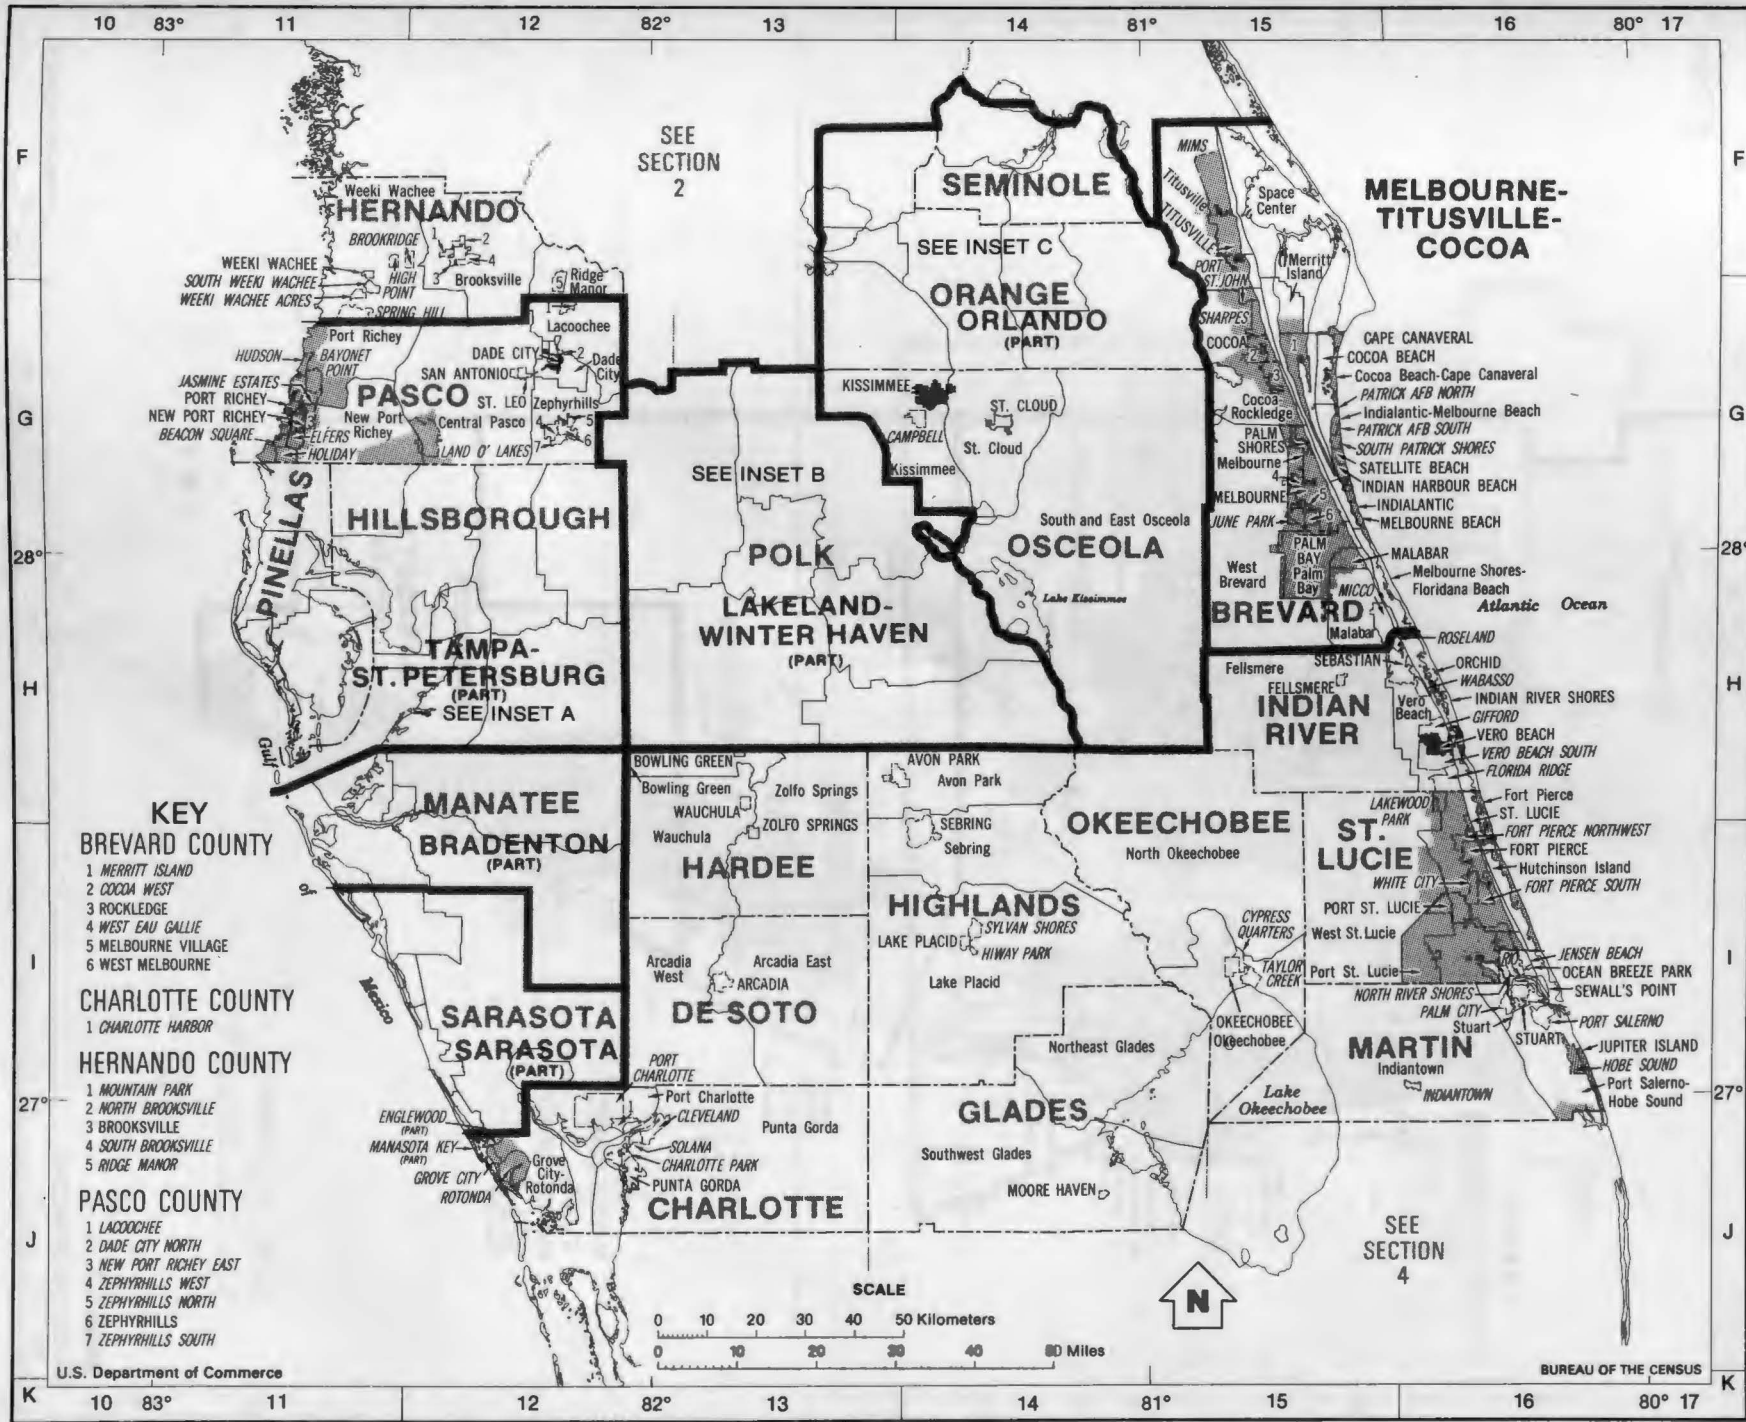 10 83° 11 12 82° 13 14 81° 15 16 80° 17
F
F
SEE
SECTION
2
MIMS
Titusville
TITUSVILLE
Space
Center
MELBOURNE-
TITUSVILLE-
COCOA
SEMINOLE
Weeki Wachee
HERNANDO
1
BROOKRIDGE
2
4
3
Brooksville
WEEKI WACHEE
SOUTH WEEKI WACHEE
HIGH
POINT
WEEKI WACHEE ACRES
SPRING HILL
5
Ridge
Manor
SEE INSET C
PORT
ST. JOHN
Merritt
Island
ORANGE
ORLANDO
(PART)
SHARPES
COCOA
2
1
3
CAPE CANAVERAL
COCOA BEACH
Cocoa Beach-Cape Canaveral
PATRICK AFB NORTH
Indialantic-Melbourne Beach
PATRICK AFB SOUTH
SOUTH PATRICK SHORES
SATELLITE BEACH
INDIAN HARBOUR BEACH
INDIALANTIC
MELBOURNE BEACH
1
Lacoochee
Port Richey
HUDSON
BAYONET
POINT
DADE CITY
2
Dade
City
SAN ANTONIO
JASMINE ESTATES
PORT RICHEY
PASCO
ST. LEO
Zephyrhills
NEW PORT RICHEY
3
New Port
Richey
Central Pasco
4
5
6
7
BEACON SQUARE
ELFERS
HOLIDAY
LAND O' LAKES
G
G
KISSIMMEE
ST. CLOUD
CAMPBELL
St. Cloud
Kissimmee
Cocoa-
Rockledge
PALM
SHORES
Melbourne
4
MELBOURNE
5
6
JUNE PARK
SEE INSET B
PINELLAS
HILLSBOROUGH
South and East Osceola
OSCEOLA
POLK
28°
28°
PALM
BAY
Palm
Bay
West
Brevard
MALABAR
Melbourne Shores-
Floridana Beach
MICCO
Atlantic Ocean
BREVARD
Malabar
Lake Kissimmee
LAKELAND-
WINTER HAVEN
(PART)
TAMPA-
ST. PETERSBURG
(PART)
SEE INSET A
H
H
ROSELAND
SEBASTIAN
Fellsmere
FELLSMERE
ORCHID
WABASSO
INDIAN RIVER SHORES
INDIAN
RIVER
Vero
Beach
GIFFORD
VERO BEACH
VERO BEACH SOUTH
FLORIDA RIDGE
Gulf
BOWLING GREEN
Bowling Green
Zolfo Springs
WAUCHULA
ZOLFO SPRINGS
Wauchula
HARDEE
AVON PARK
Avon Park
SEBRING
Sebring
OKEECHOBEE
North Okeechobee
LAKEWOOD
PARK
Fort Pierce
ST. LUCIE
FORT PIERCE NORTHWEST
FORT PIERCE
Hutchinson Island
FORT PIERCE SOUTH
ST.
LUCIE
WHITE CITY
PORT ST. LUCIE
MANATEE
BRADENTON
(PART)
of
Mexico
HIGHLANDS
SYLVAN SHORES
LAKE PLACID
HIWAY PARK
Lake Placid
CYPRESS
QUARTERS
West St. Lucie
TAYLOR
CREEK
Port St. Lucie
RIO
JENSEN BEACH
OCEAN BREEZE PARK
SEWALL'S POINT
NORTH RIVER SHORES
PALM CITY
Stuart
STUART
PORT SALERNO
I
I
Arcadia
West
Arcadia East
ARCADIA
DE SOTO
SARASOTA
SARASOTA
(PART)
OKEECHOBEE
Okeechobee
Northeast Glades
MARTIN
Indiantown
INDIANTOWN
JUPITER ISLAND
HOBE SOUND
Port Salerno-
Hobe Sound
27°
27°
PORT
CHARLOTTE
Port Charlotte
CLEVELAND
ENGLEWOOD
(PART)
MANASOTA KEY
(PART)
GROVE CITY
ROTONDA
Grove
City-
Rotonda
SOLANA
CHARLOTTE PARK
PUNTA GORDA
Punta Gorda
CHARLOTTE
GLADES
Southwest Glades
MOORE HAVEN
Lake
Okeechobee
J
J
SEE
SECTION
4
KEY
BREVARD COUNTY
1 MERRITT ISLAND
2 COCOA WEST
3 ROCKLEDGE
4 WEST EAU GALLIE
5 MELBOURNE VILLAGE
6 WEST MELBOURNE
CHARLOTTE COUNTY
1 CHARLOTTE HARBOR
HERNANDO COUNTY
1 MOUNTAIN PARK
2 NORTH BROOKSVILLE
3 BROOKSVILLE
4 SOUTH BROOKSVILLE
5 RIDGE MANOR
PASCO COUNTY
1 LACOOCHEE
2 DADE CITY NORTH
3 NEW PORT RICHEY EAST
4 ZEPHYRHILLS WEST
5 ZEPHYRHILLS NORTH
6 ZEPHYRHILLS
7 ZEPHYRHILLS SOUTH
SCALE
0 10 20 30 40 50 Kilometers
0 10 20 30 40 50 Miles
N
U.S. Department of Commerce
BUREAU OF THE CENSUS
K
K
10 83° 11 12 82° 13 14 81° 15 16 80° 17